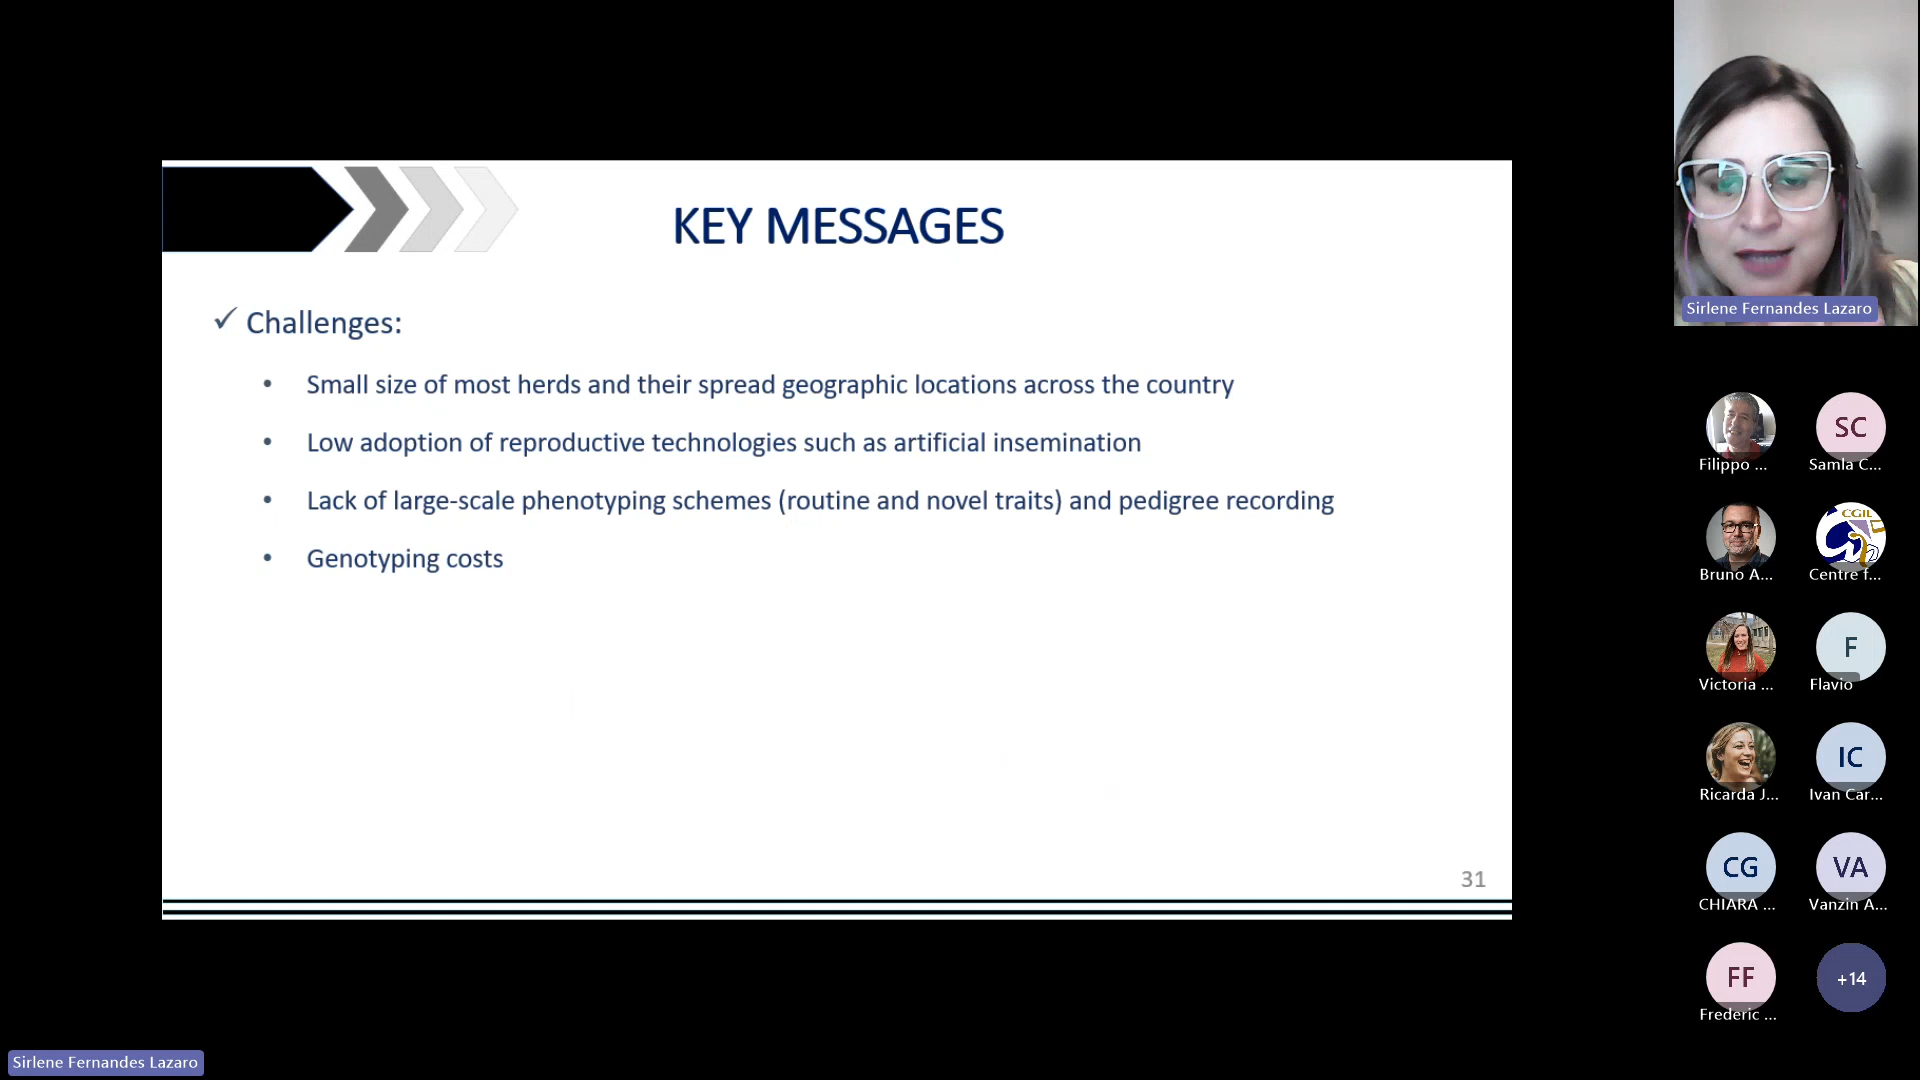 KEY MESSAGES
✓ Challenges:
• Small size of most herds and their spread geographic locations across the country
• Low adoption of reproductive technologies such as artificial insemination
• Lack of large-scale phenotyping schemes (routine and novel traits) and pedigree recording
• Genotyping costs
31
Sirlene Fernandes Lazaro
Filippo ...
SC
Samla C...
Bruno A...
CGIL
Centre f...
Victoria ...
F
Flavio
Ricarda J...
IC
Ivan Car...
CG
CHIARA ...
VA
Vanzin A...
FF
Frederic ...
+14
Sirlene Fernandes Lazaro